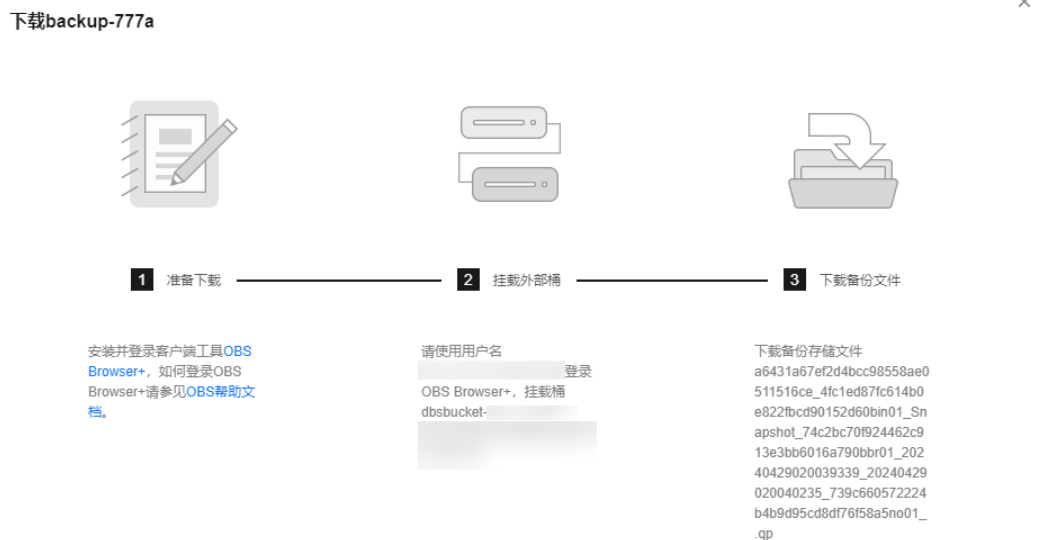 下载backup-777a
1 准备下载
2 挂载外部桶
3 下载备份文件
安装并登录客户端工具OBS
Browser+，如何登录OBS
Browser+请参见OBS帮助文
档。
请使用用户名
登录
OBS Browser+，挂载桶
dbsbucket-
下载备份存储文件
a6431a67ef2d4bcc98558ae0
511516ce_4fc1ed87fc614b0
e822fbcd90152d60bin01_Sn
apshot_74c2bc70f924462c9
13e3bb6016a790bbr01_202
40429020039339_20240429
020040235_739c660572224
b4b9d95cd8df76f58a5no01_
.qp